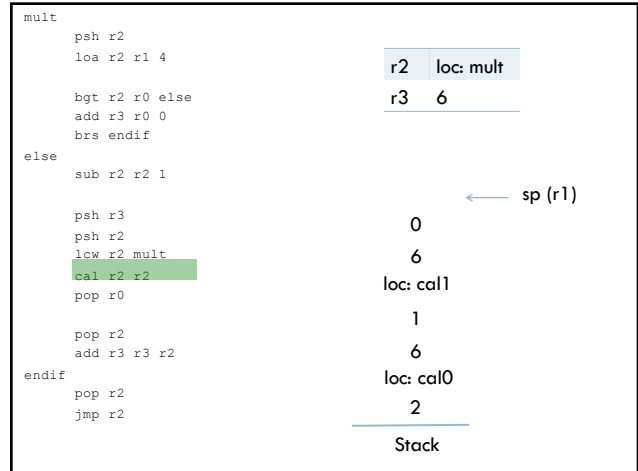 mult
psh r2
loa r2 r1 4
bgt r2 r0 else
add r3 r0 0
brs endif
else
sub r2 r2 1
psh r3
psh r2
lcw r2 mult
cal r2 r2
pop r0
pop r2
add r3 r3 r2
endif
pop r2
jmp r2
r2 loc: mult
r3 6
sp (r1)
0
6
loc: cal1
1
6
loc: cal0
2
Stack